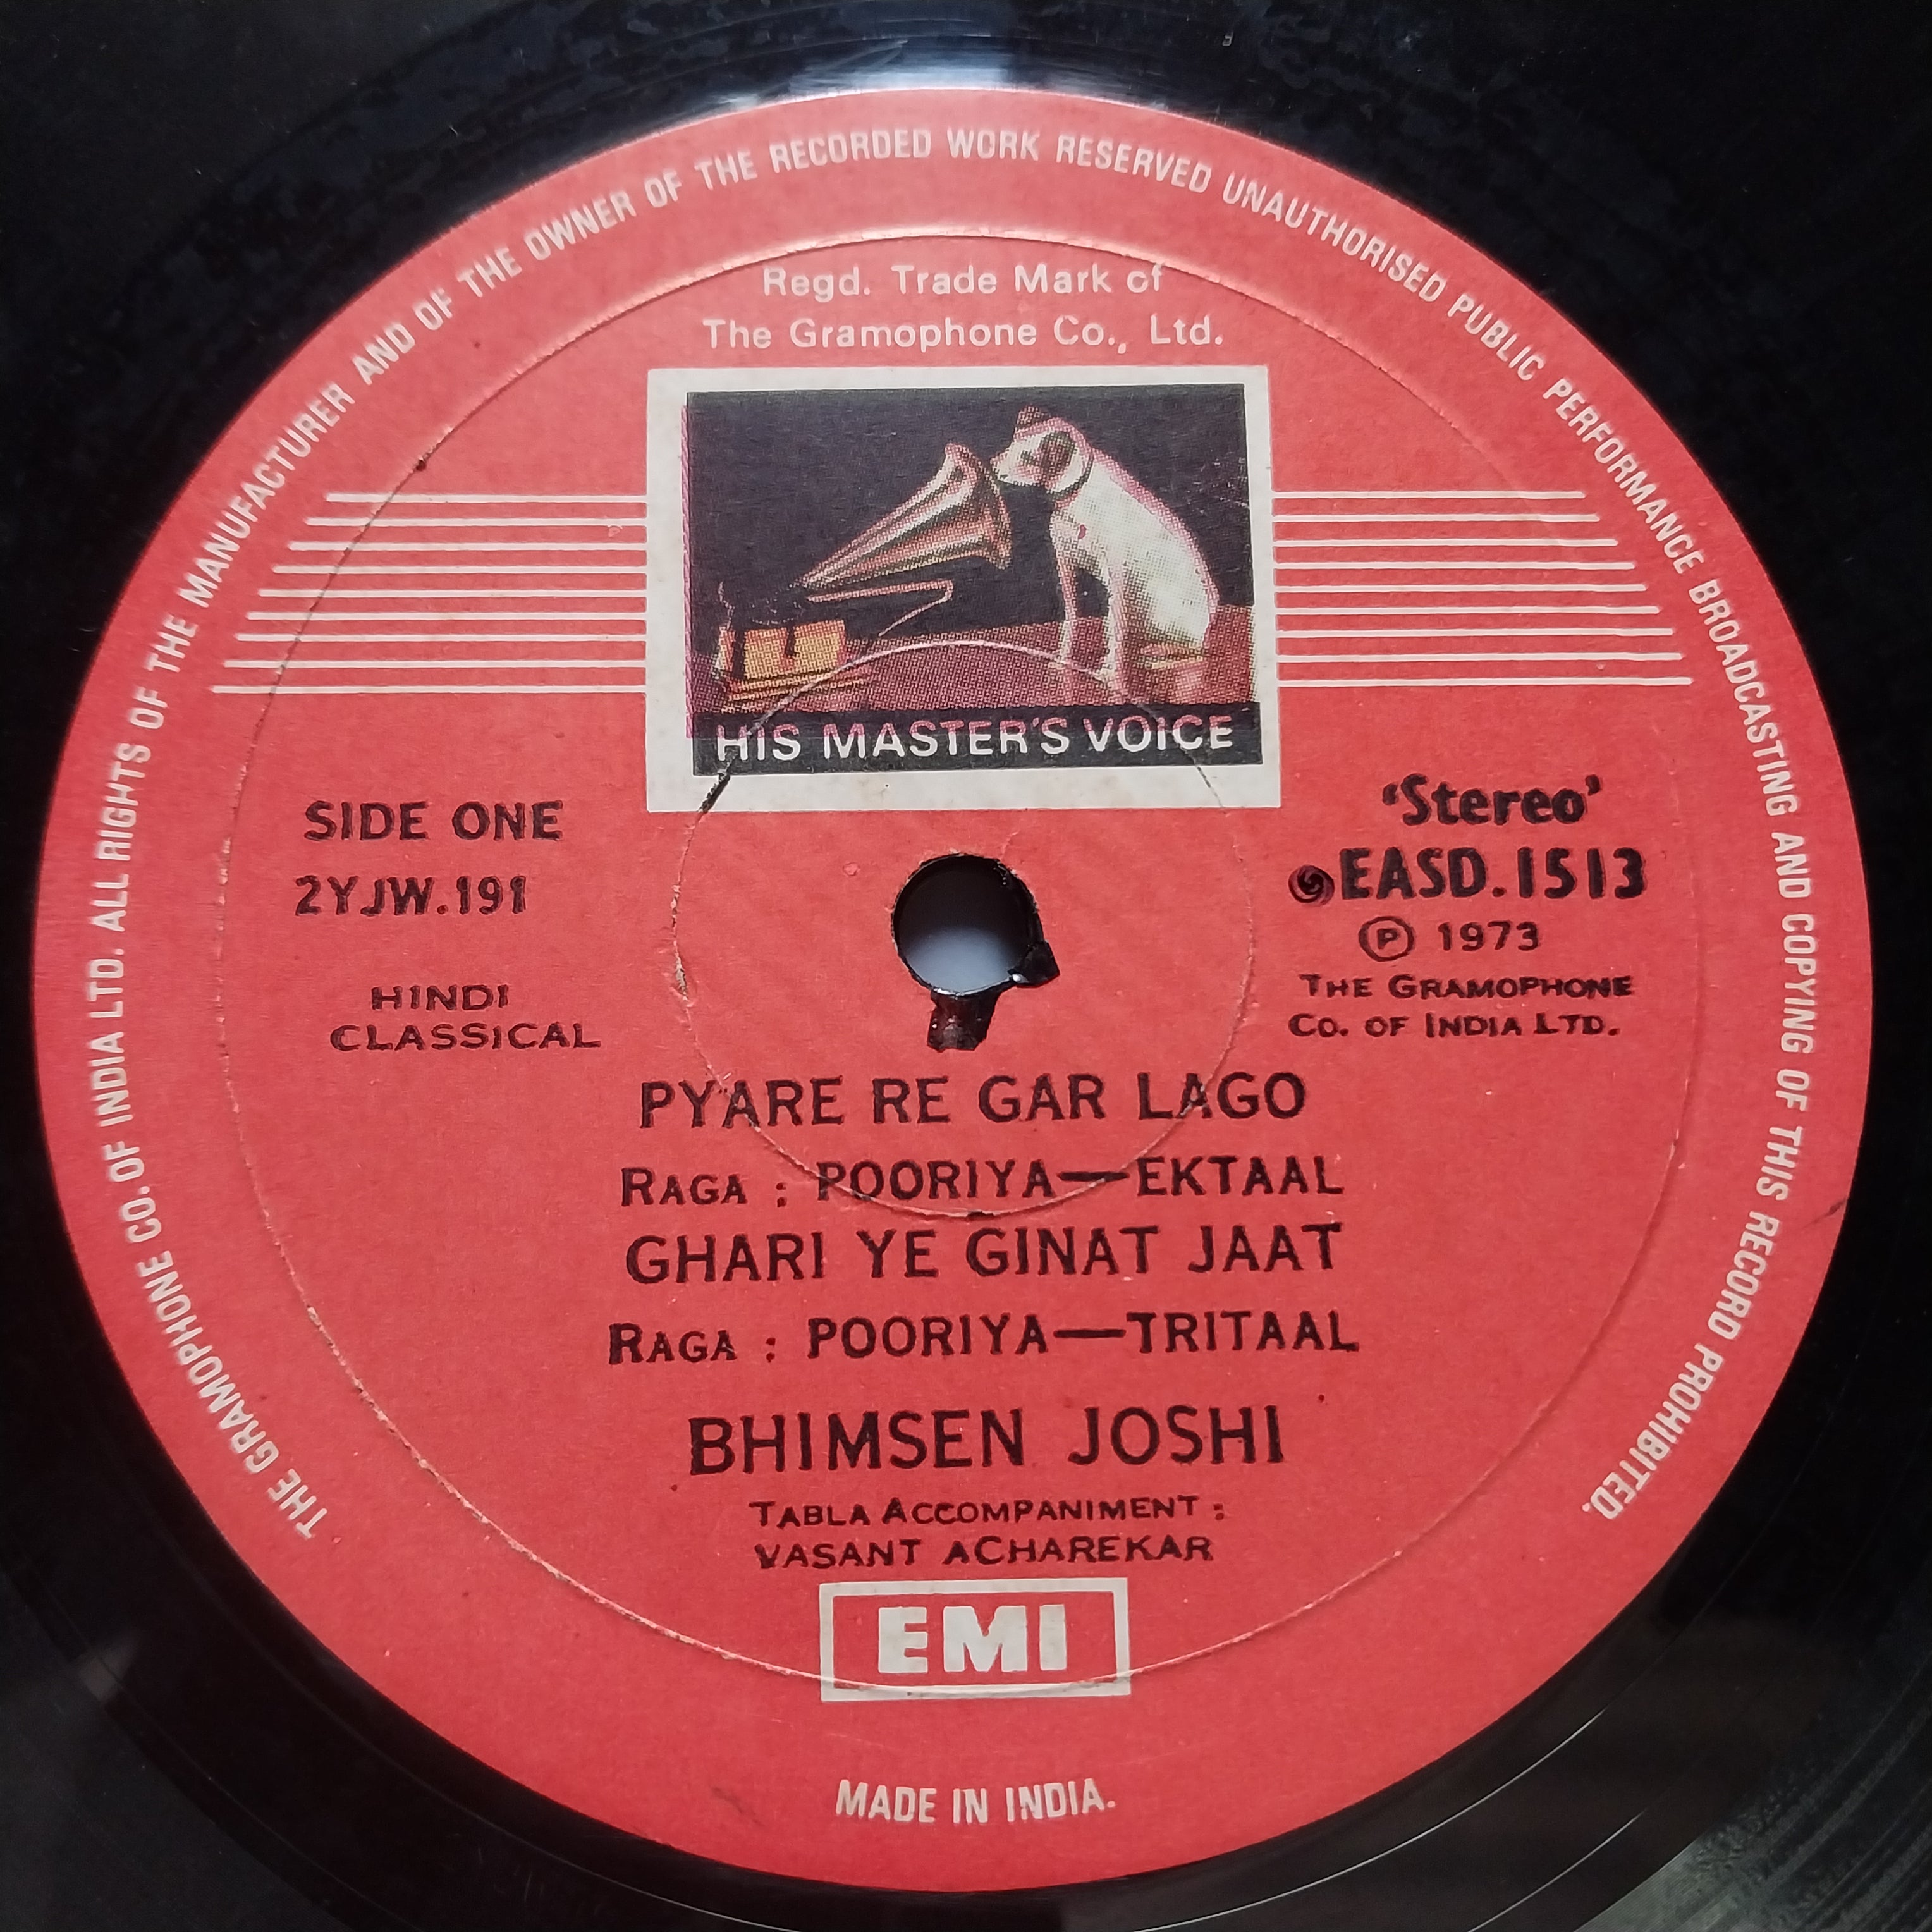 THE GRAMOPHONE CO. OF INDIA LTD. ALL RIGHTS OF THE MANUFACTURER AND OF THE OWNER OF THE RECORDED WORK RESERVED UNAUTHORISED PUBLIC PERFORMANCE BROADCASTING AND COPYING OF THIS RECORD PROHIBITED.
Regd. Trade Mark of
The Gramophone Co., Ltd.
HIS MASTER'S VOICE
SIDE ONE
2YJW.191
HINDI
CLASSICAL
'Stereo'
EASD.1513
℗ 1973
THE GRAMOPHONE
CO. OF INDIA LTD.
PYARE RE GAR LAGO
RAGA : POORIYA—EKTAAL
GHARI YE GINAT JAAT
RAGA : POORIYA—TRITAAL
BHIMSEN JOSHI
TABLA ACCOMPANIMENT :
VASANT ACHAREKAR
EMI
MADE IN INDIA.